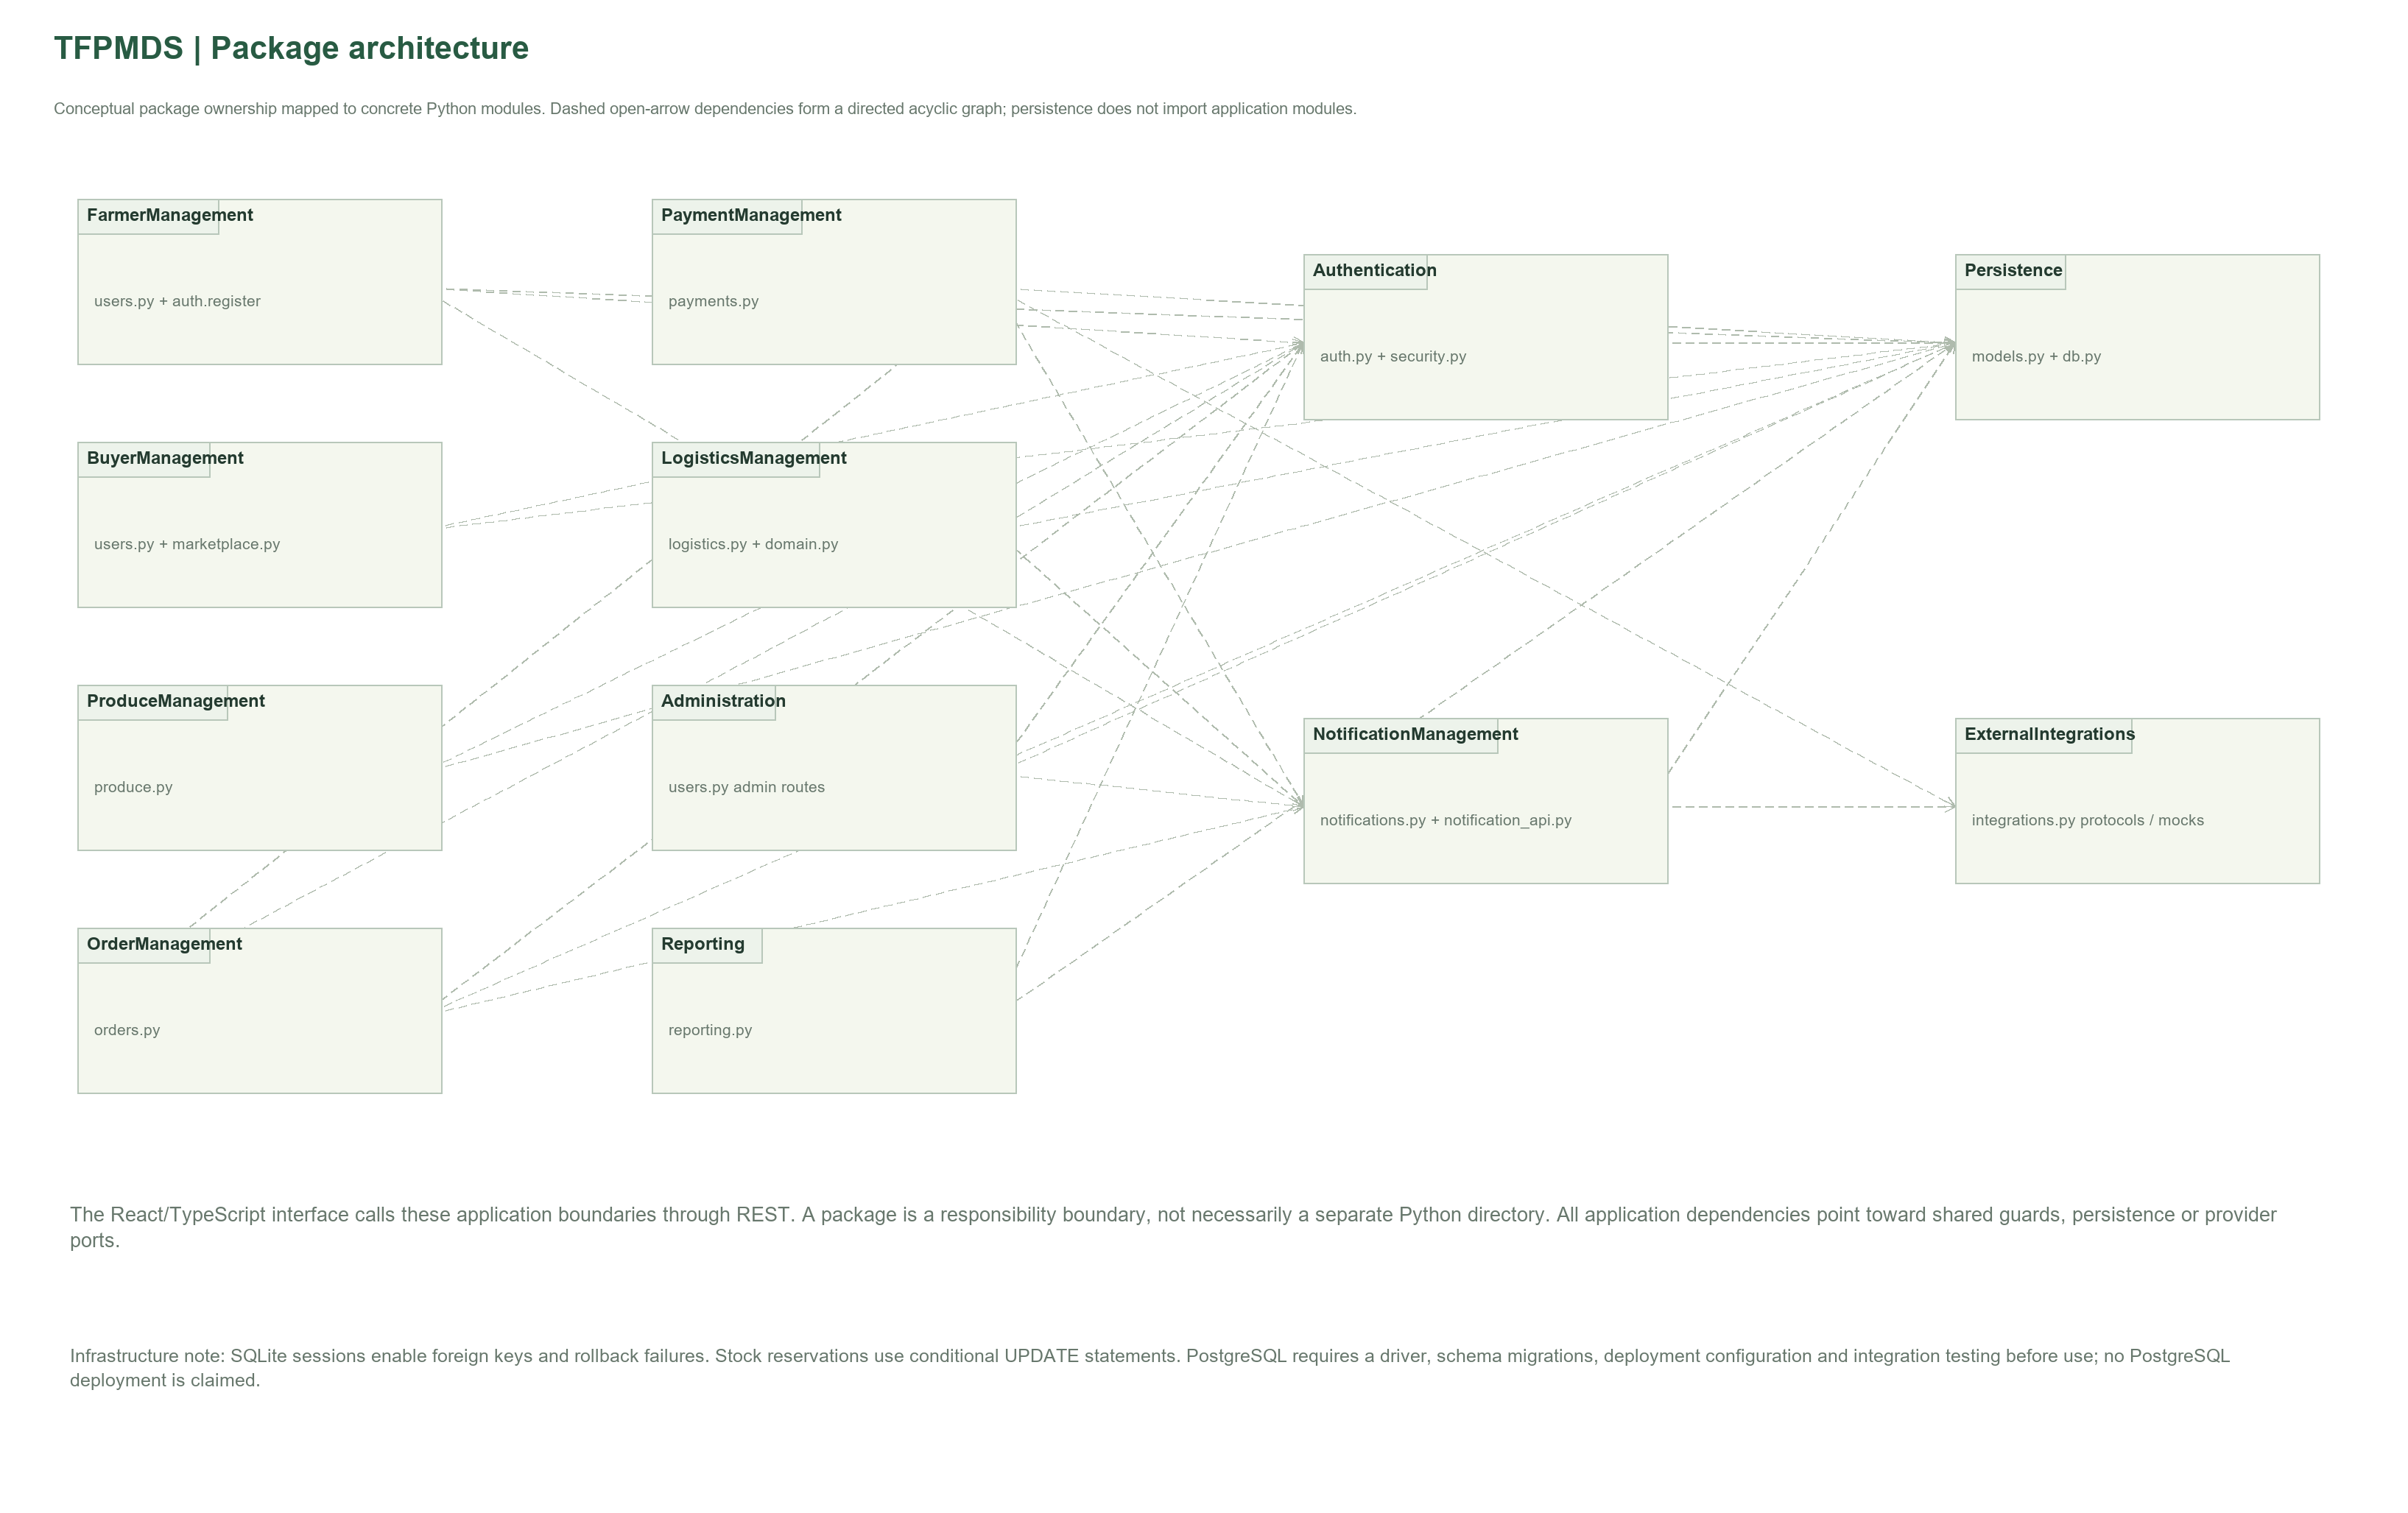 TFPMDS | Package architecture
Conceptual package ownership mapped to concrete Python modules. Dashed open-arrow dependencies form a directed acyclic graph; persistence does not import application modules.
FarmerManagement
users.py + auth.register
PaymentManagement
payments.py
Authentication
auth.py + security.py
Persistence
models.py + db.py
BuyerManagement
users.py + marketplace.py
LogisticsManagement
logistics.py + domain.py
ProduceManagement
produce.py
Administration
users.py admin routes
NotificationManagement
notifications.py + notification_api.py
ExternalIntegrations
integrations.py protocols / mocks
OrderManagement
orders.py
Reporting
reporting.py
The React/TypeScript interface calls these application boundaries through REST. A package is a responsibility boundary, not necessarily a separate Python directory. All application dependencies point toward shared guards, persistence or provider
ports.
Infrastructure note: SQLite sessions enable foreign keys and rollback failures. Stock reservations use conditional UPDATE statements. PostgreSQL requires a driver, schema migrations, deployment configuration and integration testing before use; no PostgreSQL
deployment is claimed.